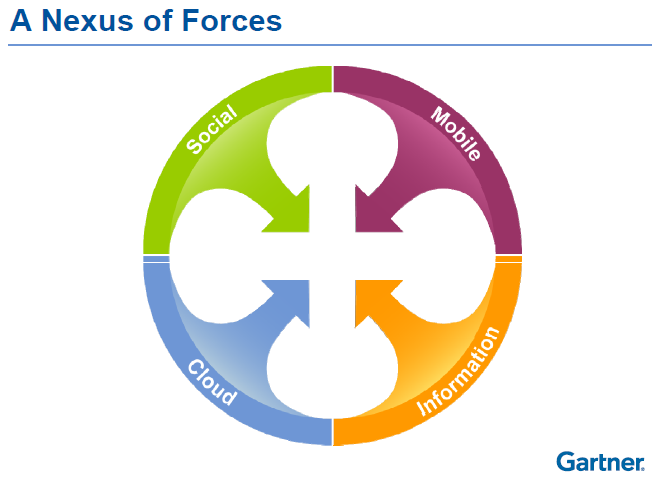 A Nexus of Forces
Social
Mobile
Cloud
Information
Gartner.